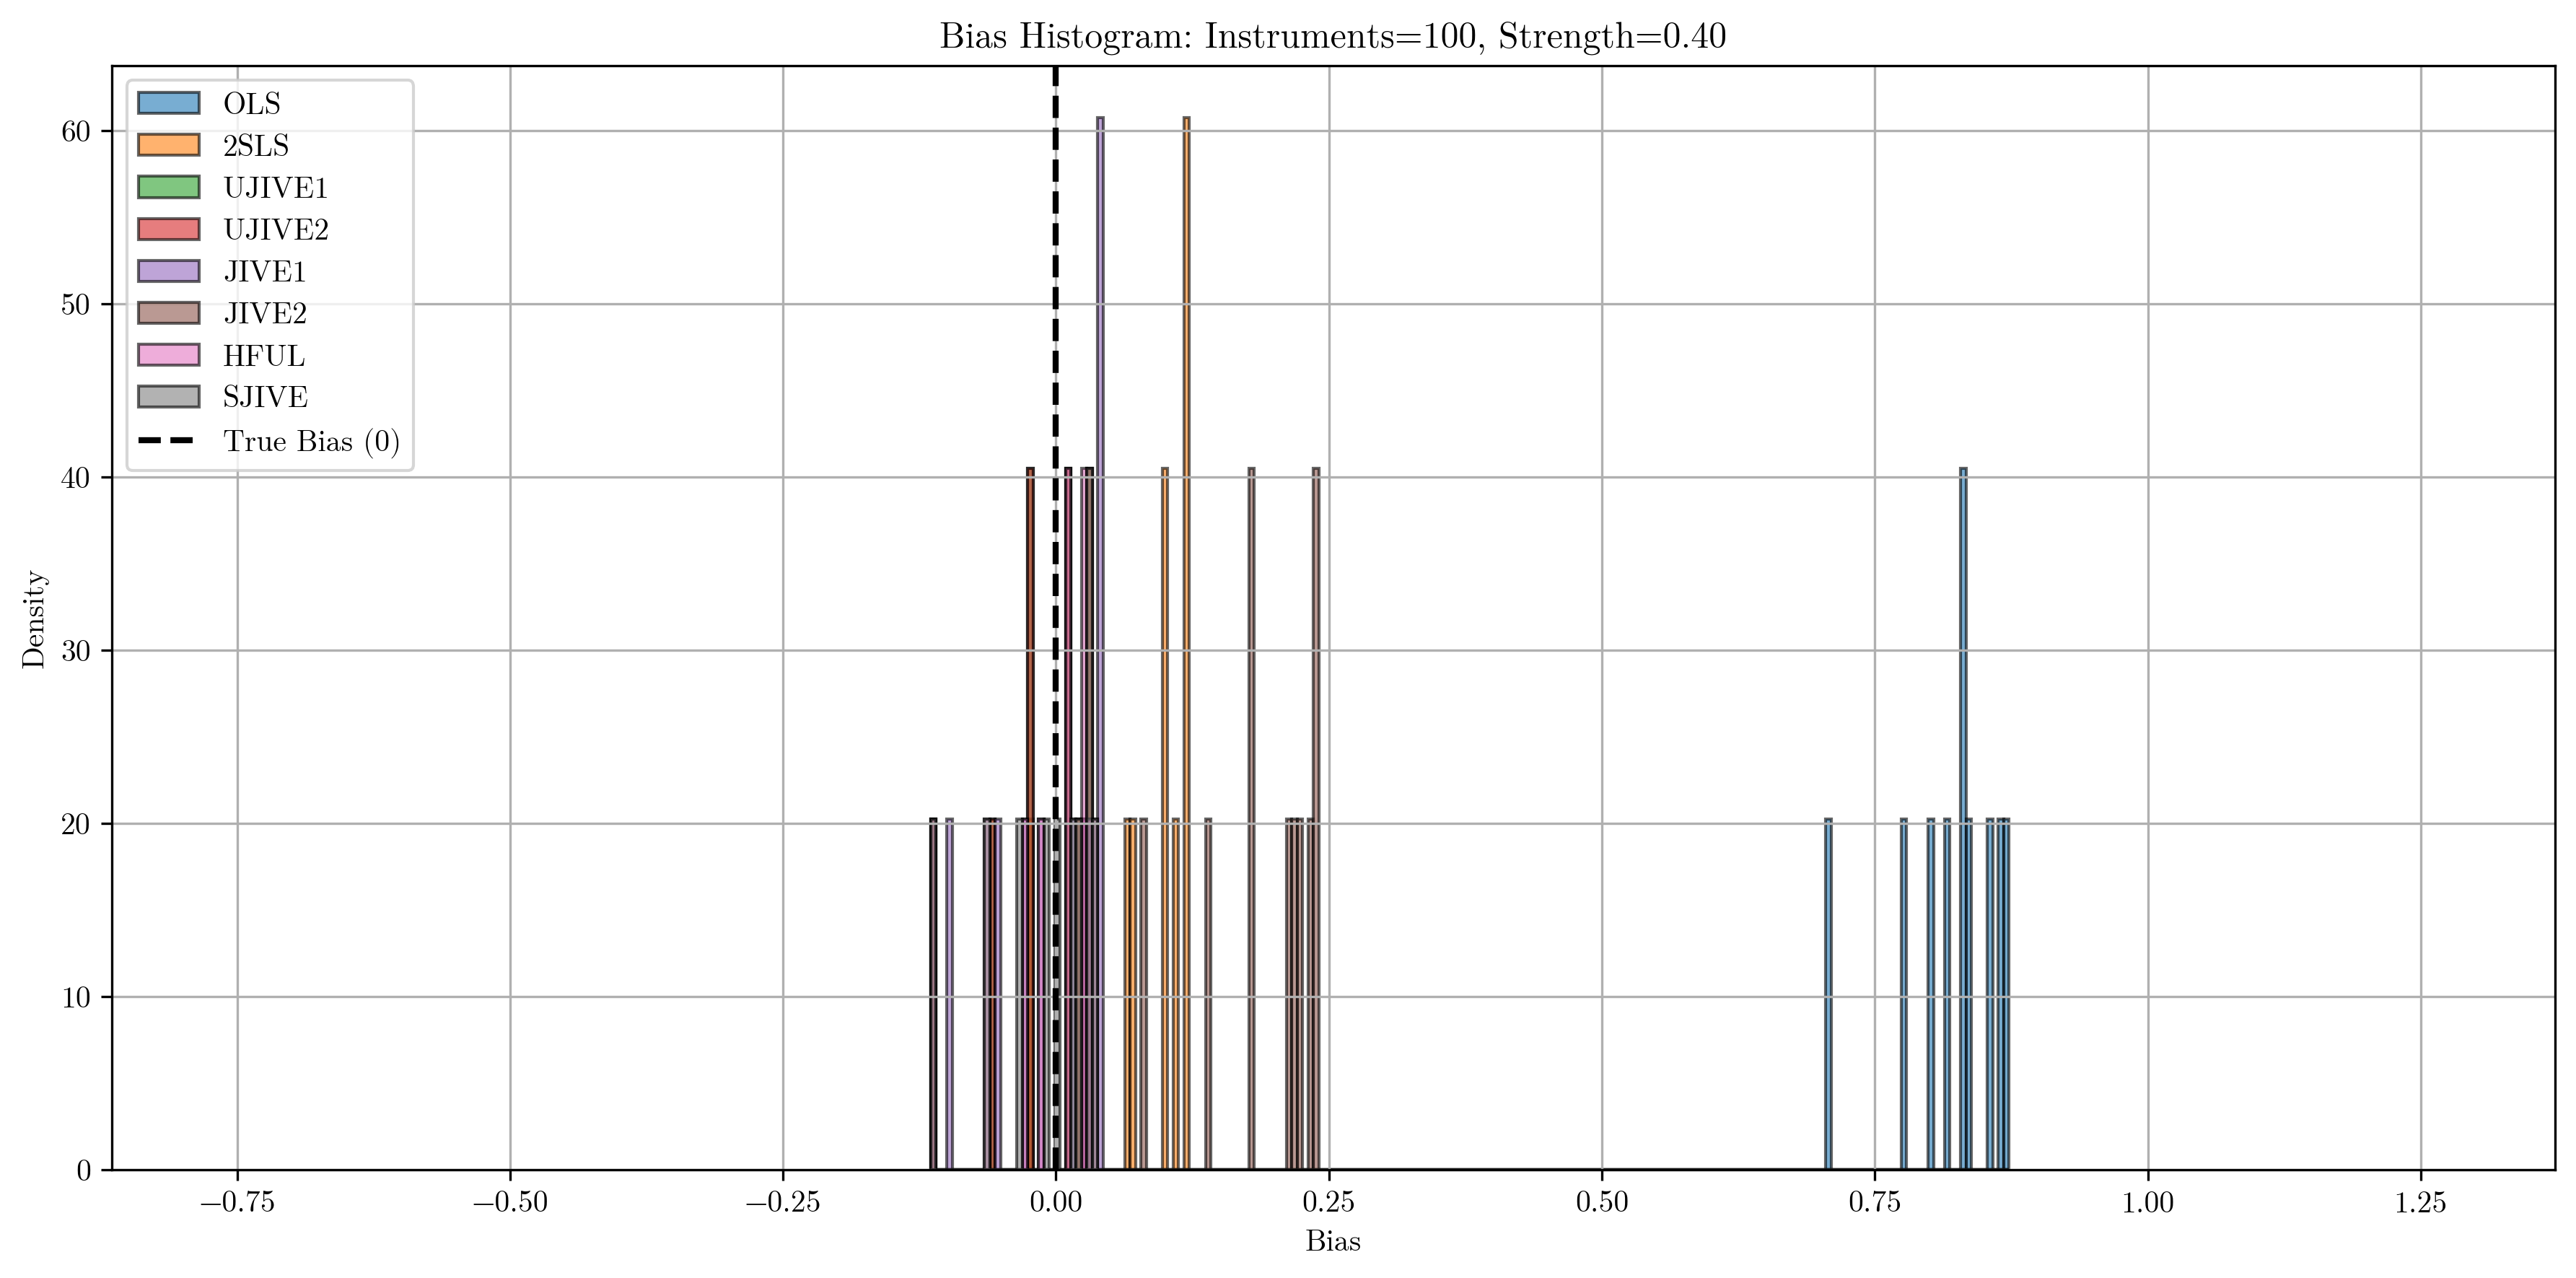 Bias Histogram: Instruments=100, Strength=0.40
OLS
2SLS
UJIVE1
UJIVE2
JIVE1
JIVE2
HFUL
SJIVE
True Bias (0)
Density
60
50
40
30
20
10
0
−0.75
−0.50
−0.25
0.00
0.25
0.50
0.75
1.00
1.25
Bias